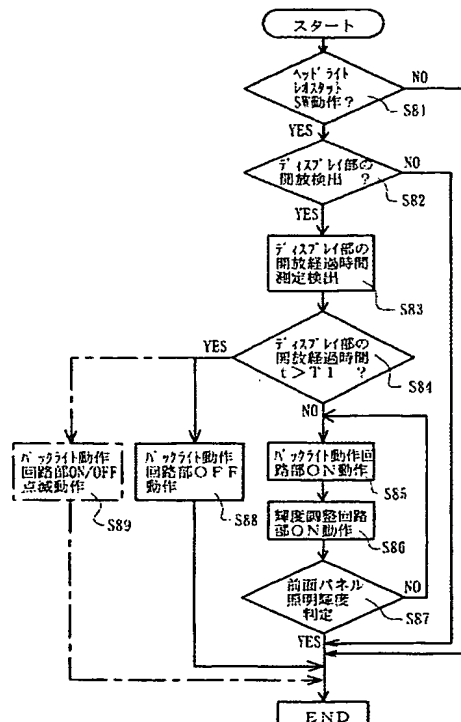 スタート
ヘッドライト
レオスタット
SW動作?
NO
S81
YES
ディスプレイ部の
開放検出 ?
NO
S82
YES
ディスプレイ部の
開放経過時間
測定検出
S83
YES
ディスプレイ部の
開放経過時間
t>T1 ?
S84
NO
バックライト動作
回路部ON/OFF
点滅動作
S89
バックライト動作
回路部OFF
動作
S88
バックライト動作回
路部ON動作
S85
輝度調整回路
部ON動作
S86
前面パネル
照明輝度
判定
NO
S87
YES
END